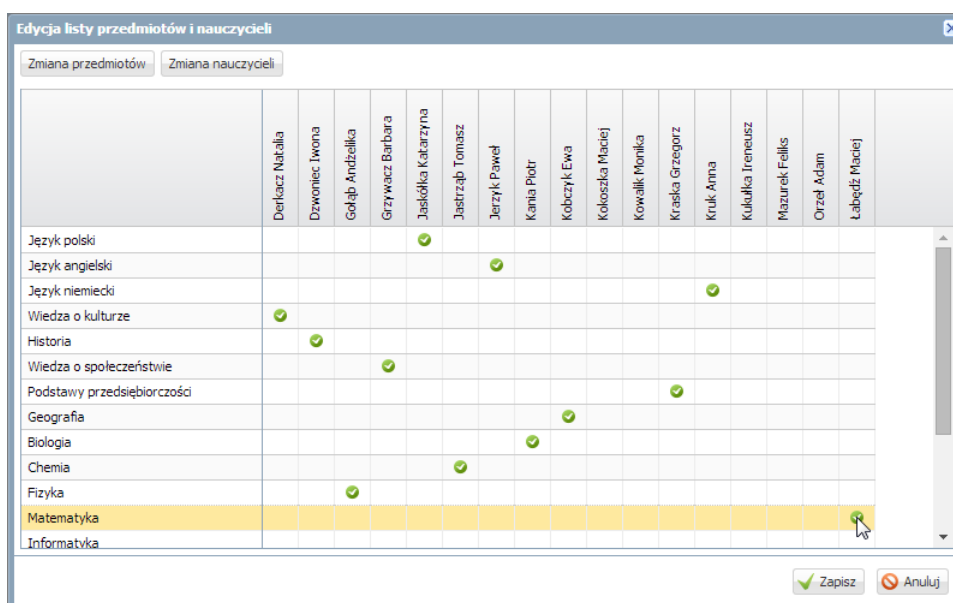 Edycja listy przedmiotów i nauczycieli
Zmiana przedmiotów Zmiana nauczycieli
Derkacz Natalia
Dzwoniec Iwona
Gołąb Andżelika
Grzywacz Barbara
Jaskółka Katarzyna
Jastrząb Tomasz
Jerzyk Paweł
Kania Piotr
Kobczyk Ewa
Kokoszka Maciej
Kowalik Monika
Kraska Grzegorz
Kruk Anna
Kukułka Ireneusz
Mazurek Feliks
Orzeł Adam
Łabędź Maciej
Język polski
Język angielski
Język niemiecki
Wiedza o kulturze
Historia
Wiedza o społeczeństwie
Podstawy przedsiębiorczości
Geografia
Biologia
Chemia
Fizyka
Matematyka
Informatyka
Zapisz Anuluj